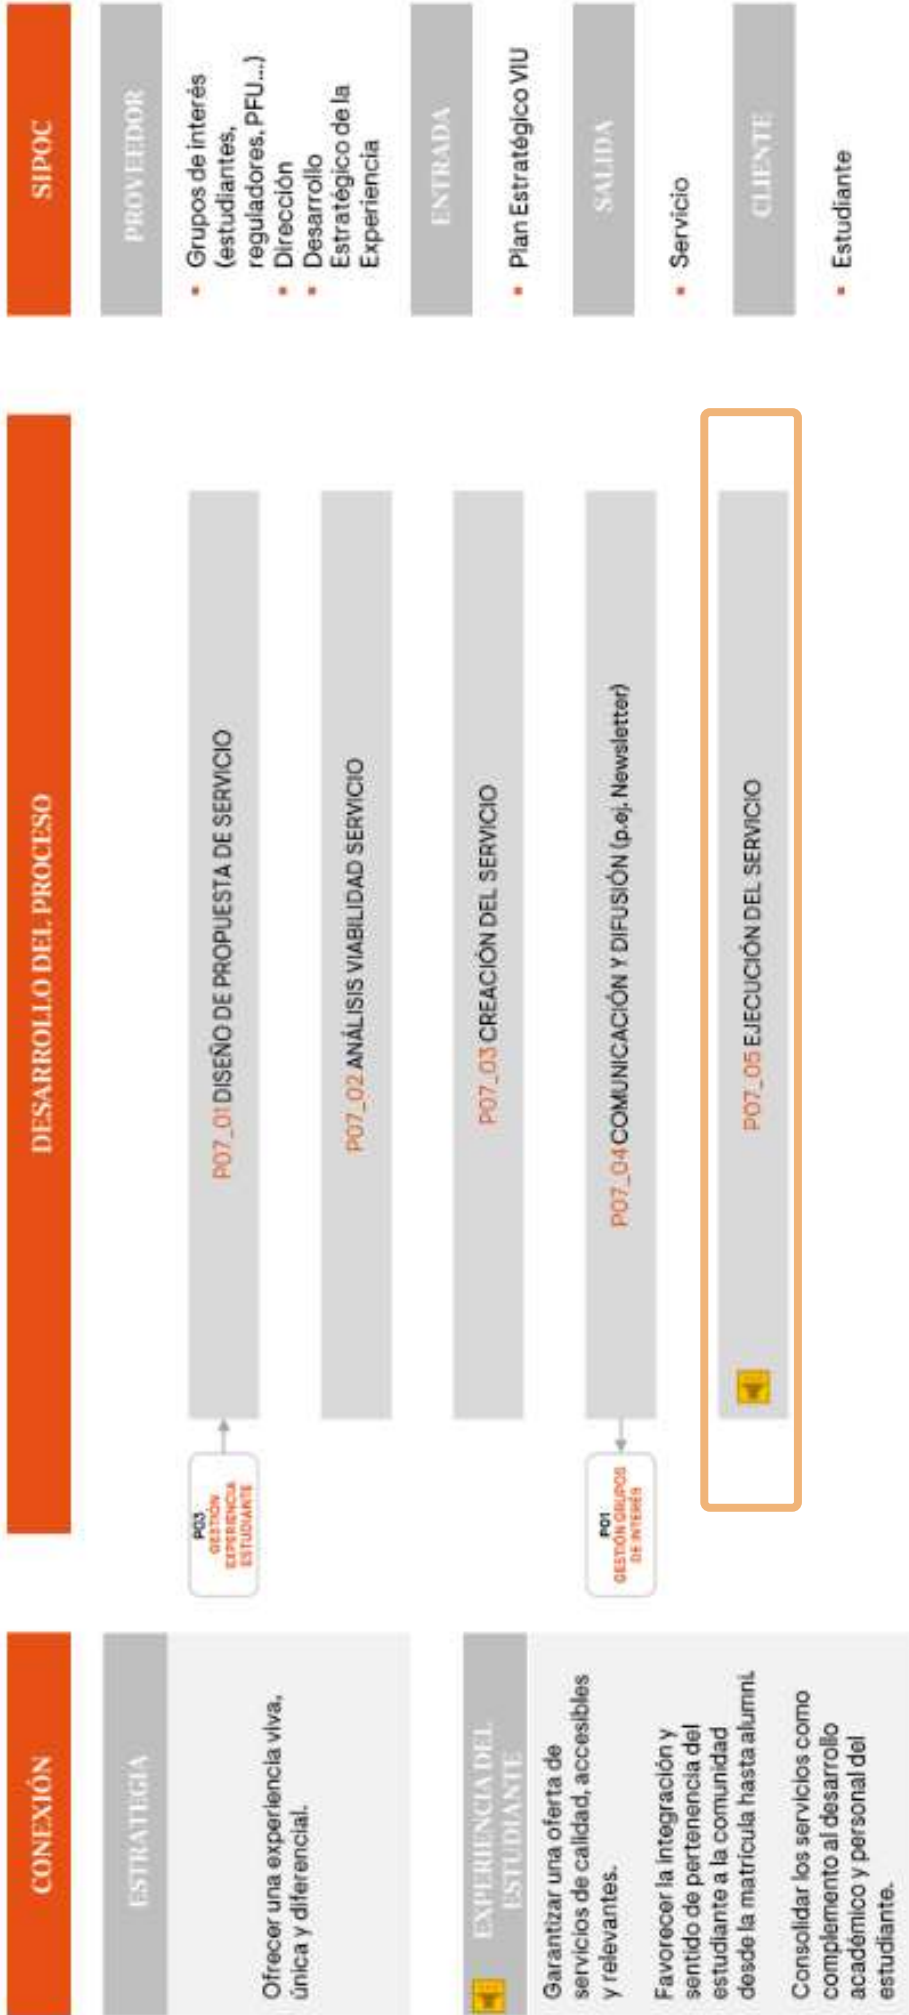 CONEXIÓN
ESTRATEGIA
Ofrecer una experiencia viva,
única y diferencial.
EXPERIENCIA DEL
ESTUDIANTE
Garantizar una oferta de
servicios de calidad, accesibles
y relevantes.
Favorecer la integración y
sentido de pertenencia del
estudiante a la comunidad
desde la matrícula hasta alumni.
Consolidar los servicios como
complemento al desarrollo
académico y personal del
estudiante.
DESARROLLO DEL PROCESO
P03
GESTIÓN
EXPERIENCIA
ESTUDIANTE
P07_01 DISEÑO DE PROPUESTA DE SERVICIO
P07_02 ANÁLISIS VIABILIDAD SERVICIO
P07_03 CREACIÓN DEL SERVICIO
P01
GESTIÓN GRUPOS
DE INTERÉS
P07_04 COMUNICACIÓN Y DIFUSIÓN (p.ej. Newsletter)
P07_05 EJECUCIÓN DEL SERVICIO
SIPOC
PROVEEDOR
▪ Grupos de interés
(estudiantes,
reguladores, PFU...)
▪ Dirección
▪ Desarrollo
Estratégico de la
Experiencia
ENTRADA
▪ Plan Estratégico VIU
SALIDA
▪ Servicio
CLIENTE
▪ Estudiante